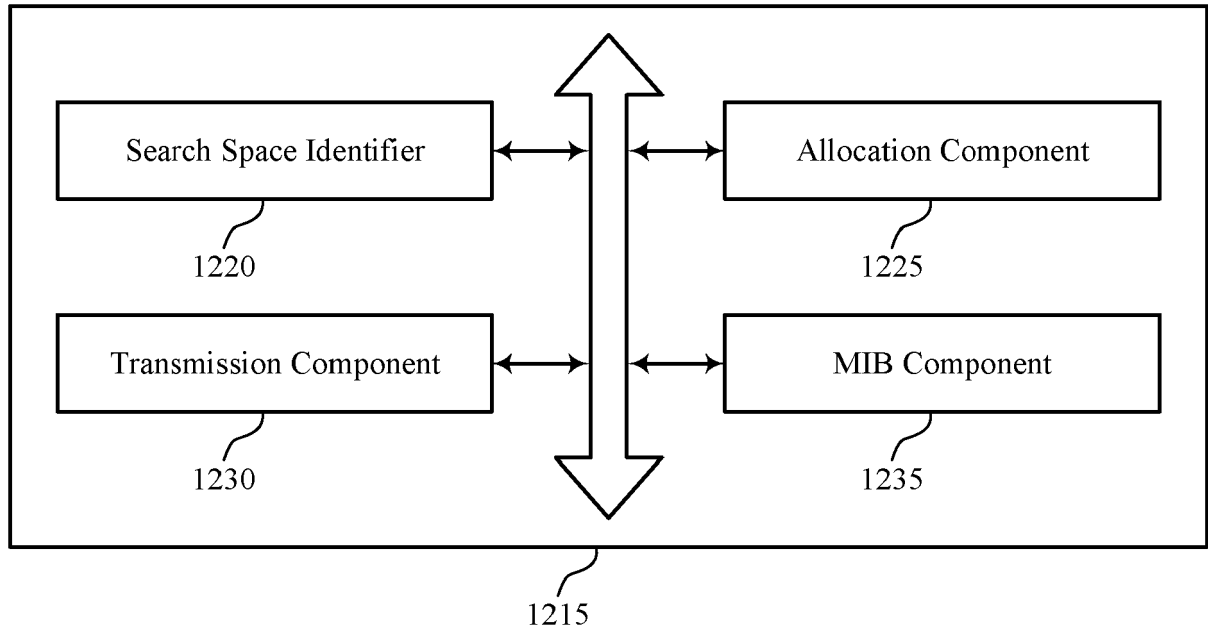 Search Space Identifier
Allocation Component
1220
1225
Transmission Component
MIB Component
1230
1235
1215